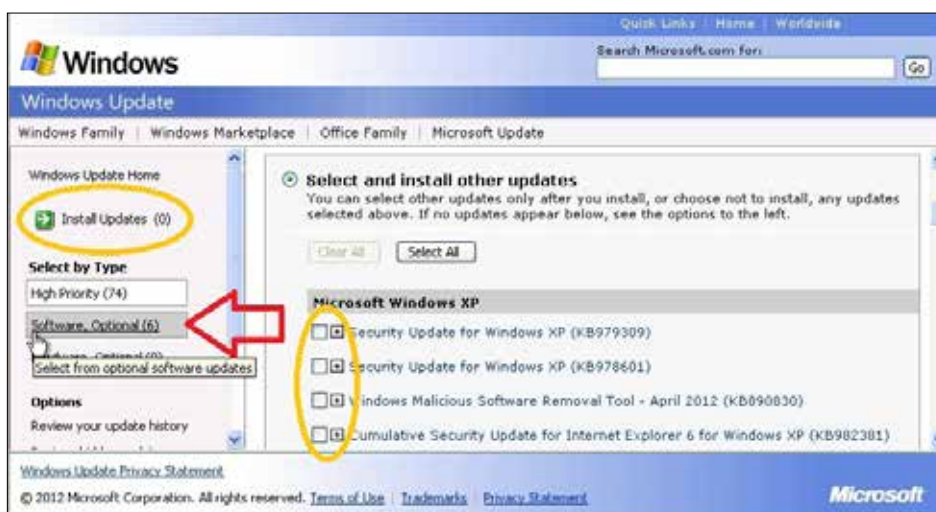 Quick Links | Home | Worldwide
Search Microsoft.com for:
Go
Windows
Windows Update
Windows Family | Windows Marketplace | Office Family | Microsoft Update
Windows Update Home
Install Updates (0)
Select by Type
High Priority (74)
Software, Optional (6)
Hardware, Optional (0)
Select from optional software updates
Options
Review your update history
Select and install other updates
You can select other updates only after you install, or choose not to install, any updates
selected above. If no updates appear below, see the options to the left.
Clear All
Select All
Microsoft Windows XP
Security Update for Windows XP (KB979309)
Security Update for Windows XP (KB978601)
Windows Malicious Software Removal Tool - April 2012 (KB890830)
Cumulative Security Update for Internet Explorer 6 for Windows XP (KB982381)
Windows Update Privacy Statement
© 2012 Microsoft Corporation. All rights reserved. Terms of Use | Trademarks | Privacy Statement
Microsoft